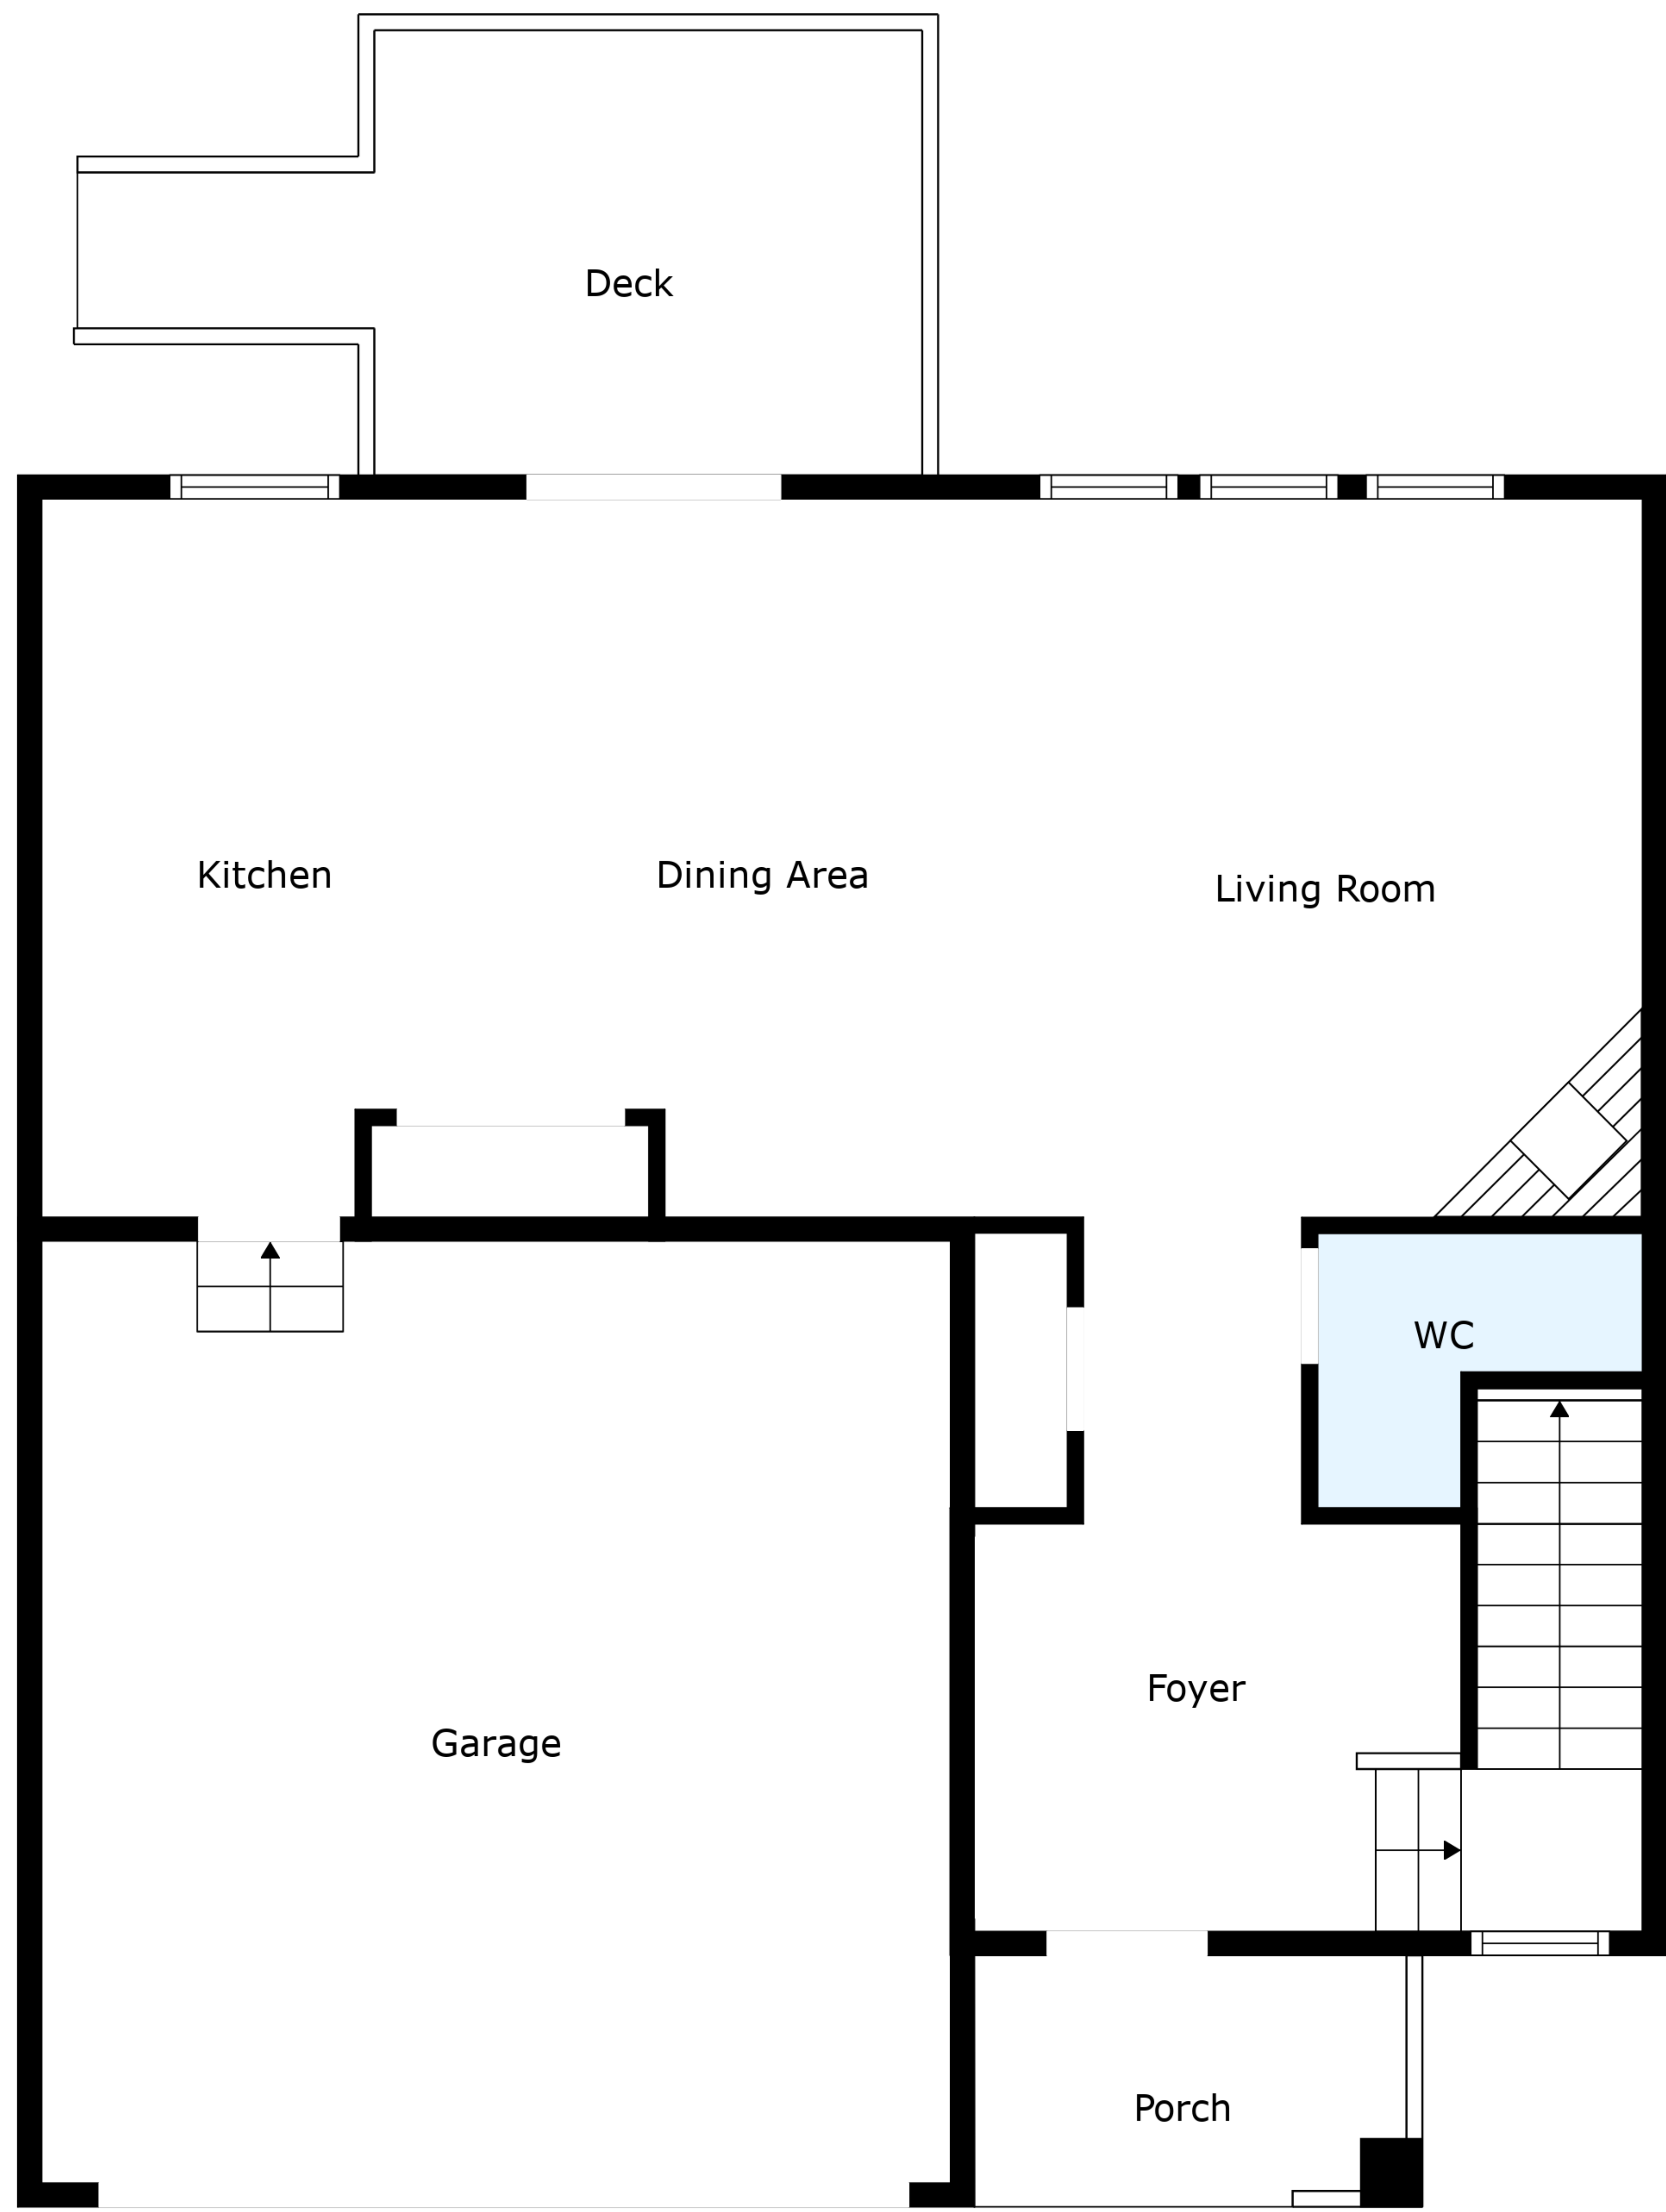 Deck
Kitchen
Dining Area
Living Room
WC
Foyer
Garage
Porch